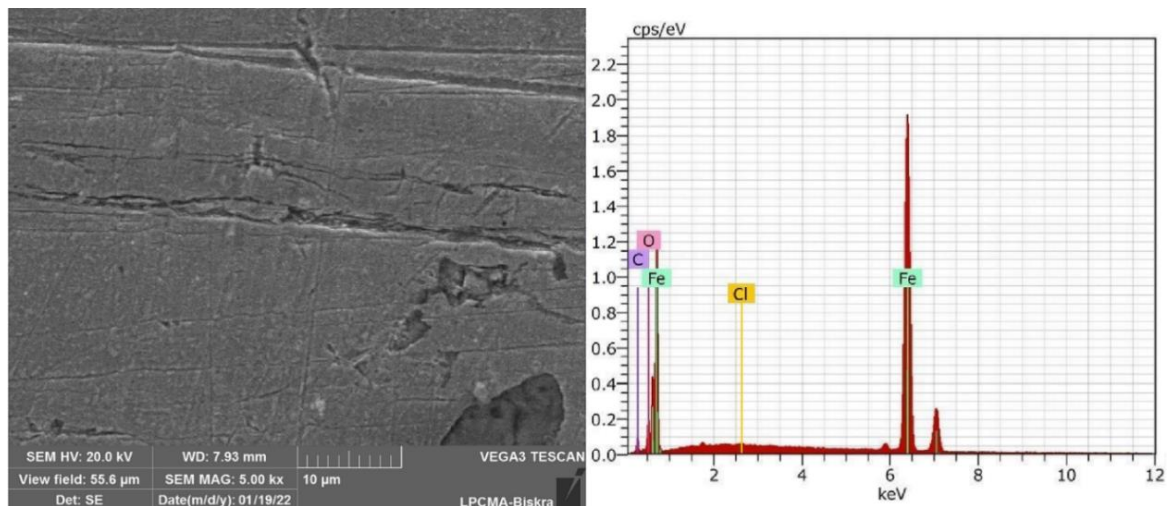 SEM HV: 20.0 kV WD: 7.93 mm VEGA3 TESCAN
View field: 55.6 µm SEM MAG: 5.00 kx 10 µm
Det: SE Date(m/d/y): 01/19/22 LPCMA-Biskra
cps/eV
2.2
2.0
1.8
1.6
1.4
1.2
1.0
0.8
0.6
0.4
0.2
0.0
O
C
Fe
Cl
Fe
2 4 6 8 10 12
keV